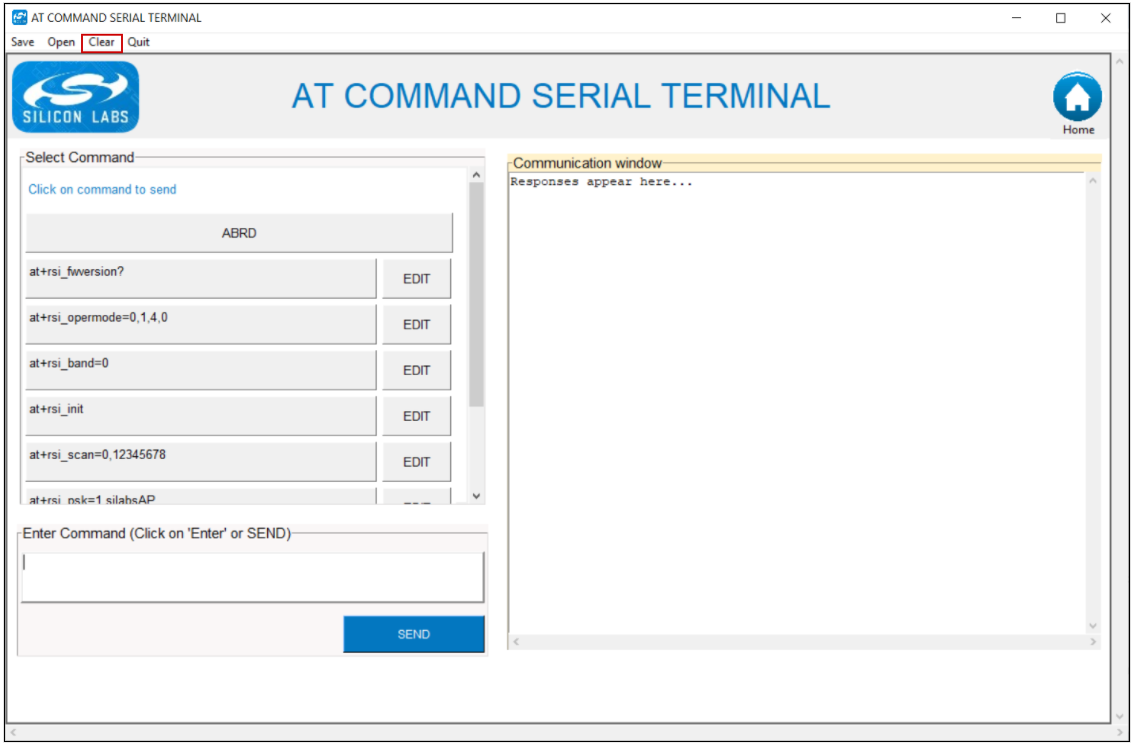 AT COMMAND SERIAL TERMINAL
Save Open Clear Quit
SILICON LABS
AT COMMAND SERIAL TERMINAL
Home
Select Command
Click on command to send
ABRD
at+rsi_fwversion? EDIT
at+rsi_opermode=0,1,4,0 EDIT
at+rsi_band=0 EDIT
at+rsi_init EDIT
at+rsi_scan=0,12345678 EDIT
at+rsi_psk=1,silabsAP
Enter Command (Click on 'Enter' or SEND)
SEND
Communication window
Responses appear here...